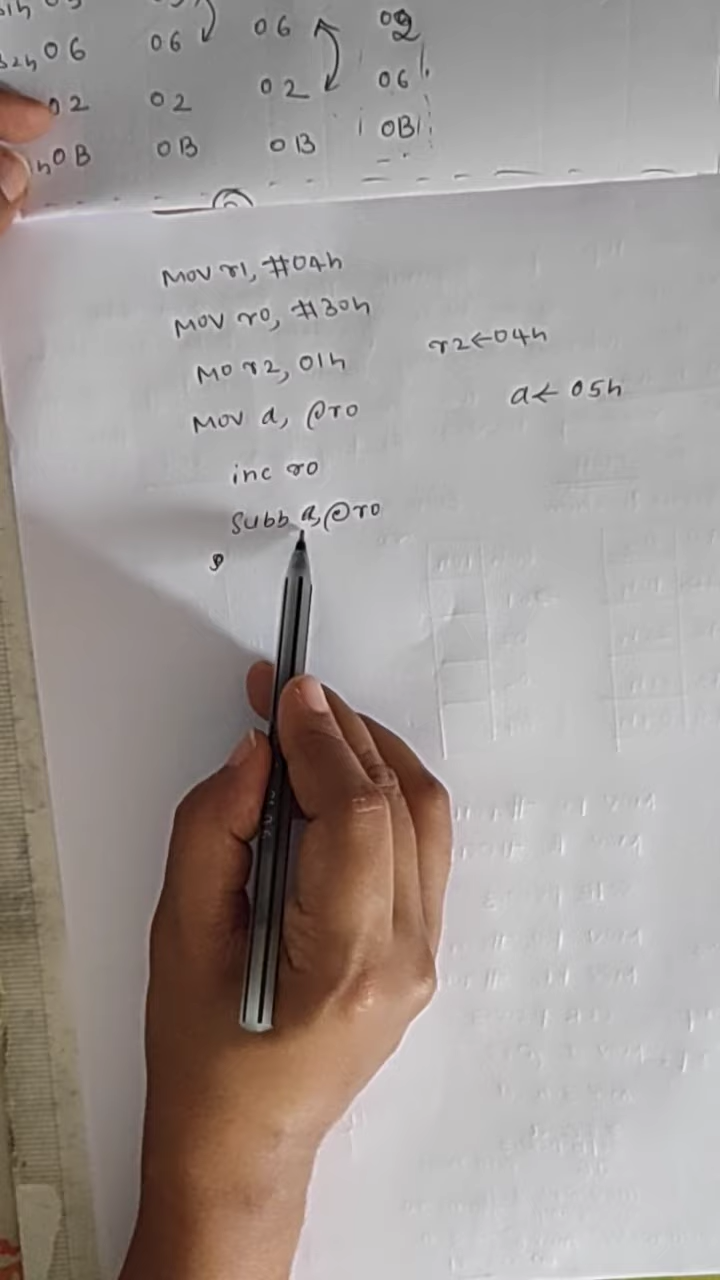 06 06 06 02
02 02 02 06
0B 0B 0B 0B
Mov r1, #04h
Mov r0, #30h
Mo r2, 01h r2←04h
Mov a, @r0 a← 05h
inc r0
Subb a,@r0